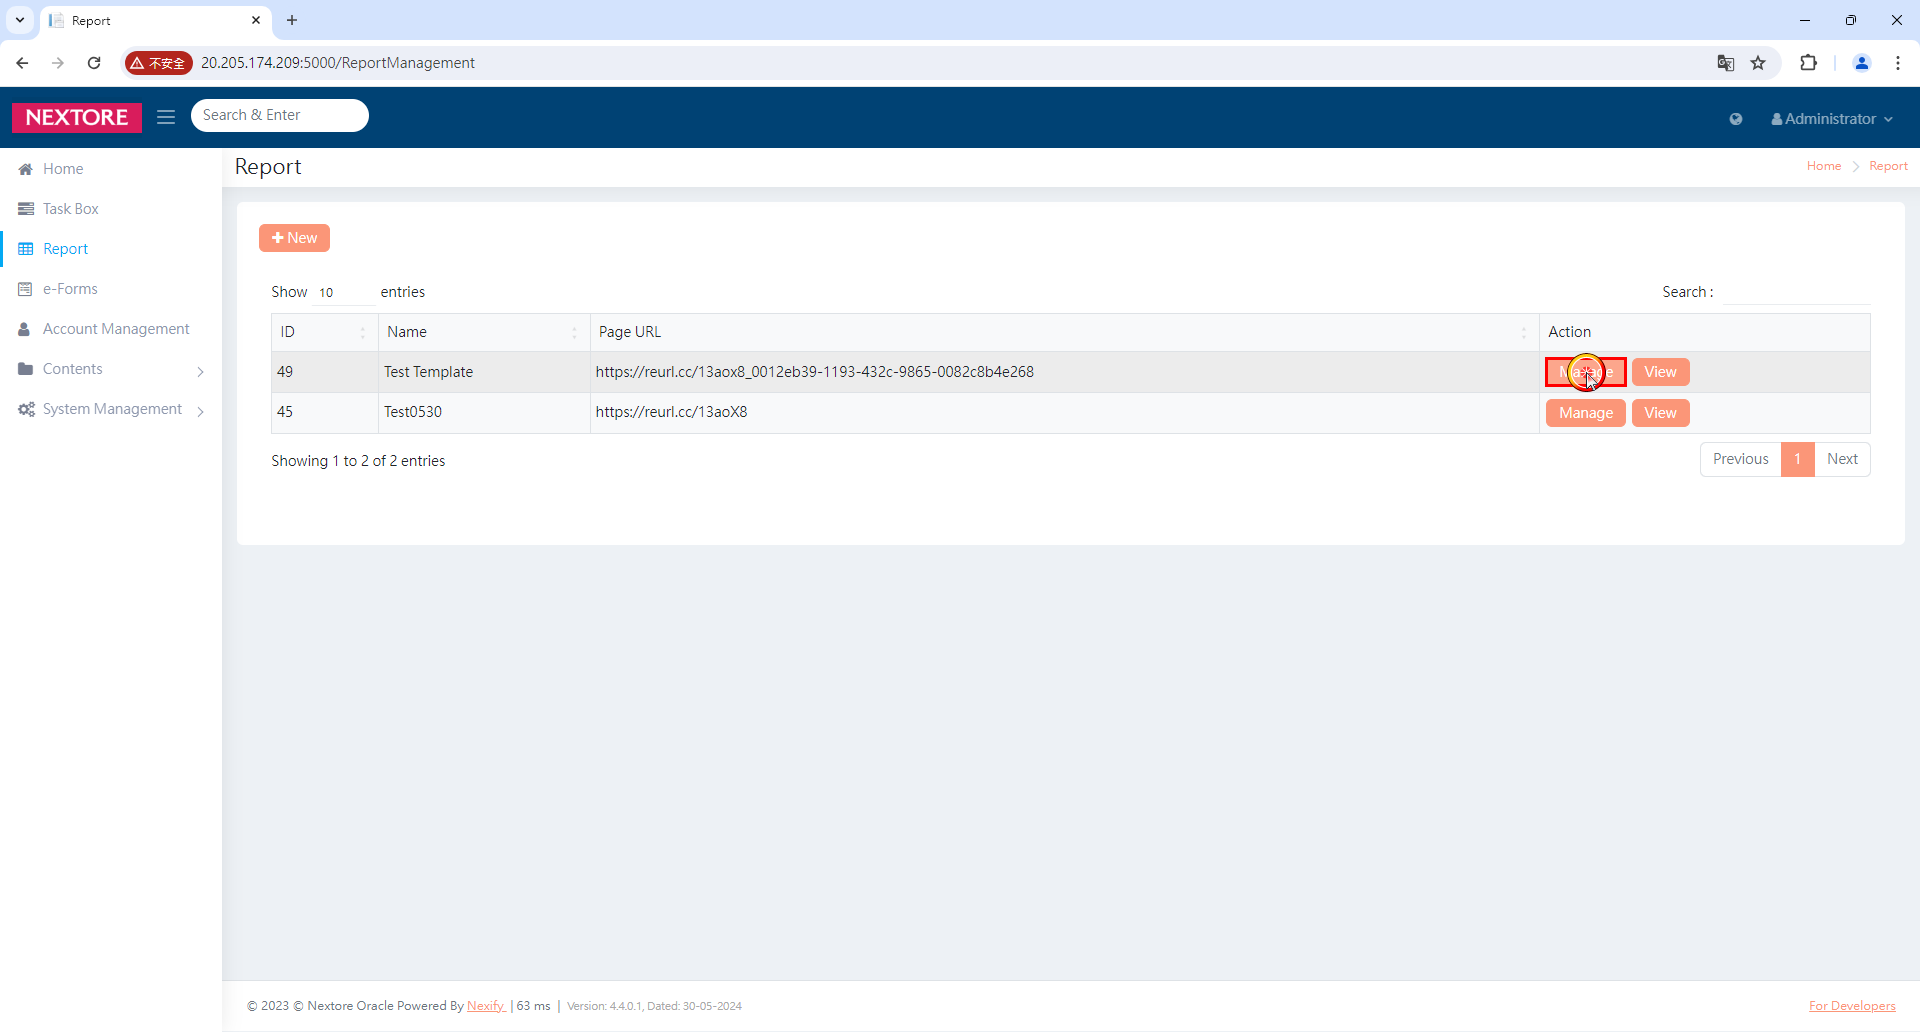 Report
不安全
20.205.174.209:5000/ReportManagement
NEXTORE
Search & Enter
Administrator
Home
Task Box
Report
e-Forms
Account Management
Contents
System Management
Report
Home
Report
New
Show 10 entries
Search :
ID Name Page URL Action
49 Test Template https://reurl.cc/13aox8_0012eb39-1193-432c-9865-0082c8b4e268 View
45 Test0530 https://reurl.cc/13aoX8 Manage View
Showing 1 to 2 of 2 entries
Previous 1 Next
© 2023 © Nextore Oracle Powered By Nexify | 63 ms | Version: 4.4.0.1, Dated: 30-05-2024
For Developers